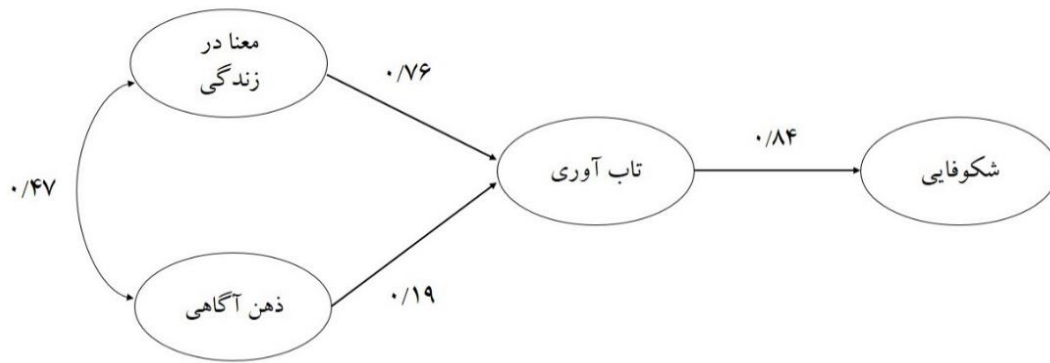 معنا در
زندگی
۰/۷۶
۰/۸۴
تاب آوری
شکوفایی
۰/۴۷
ذهن آگاهی
۰/۱۹